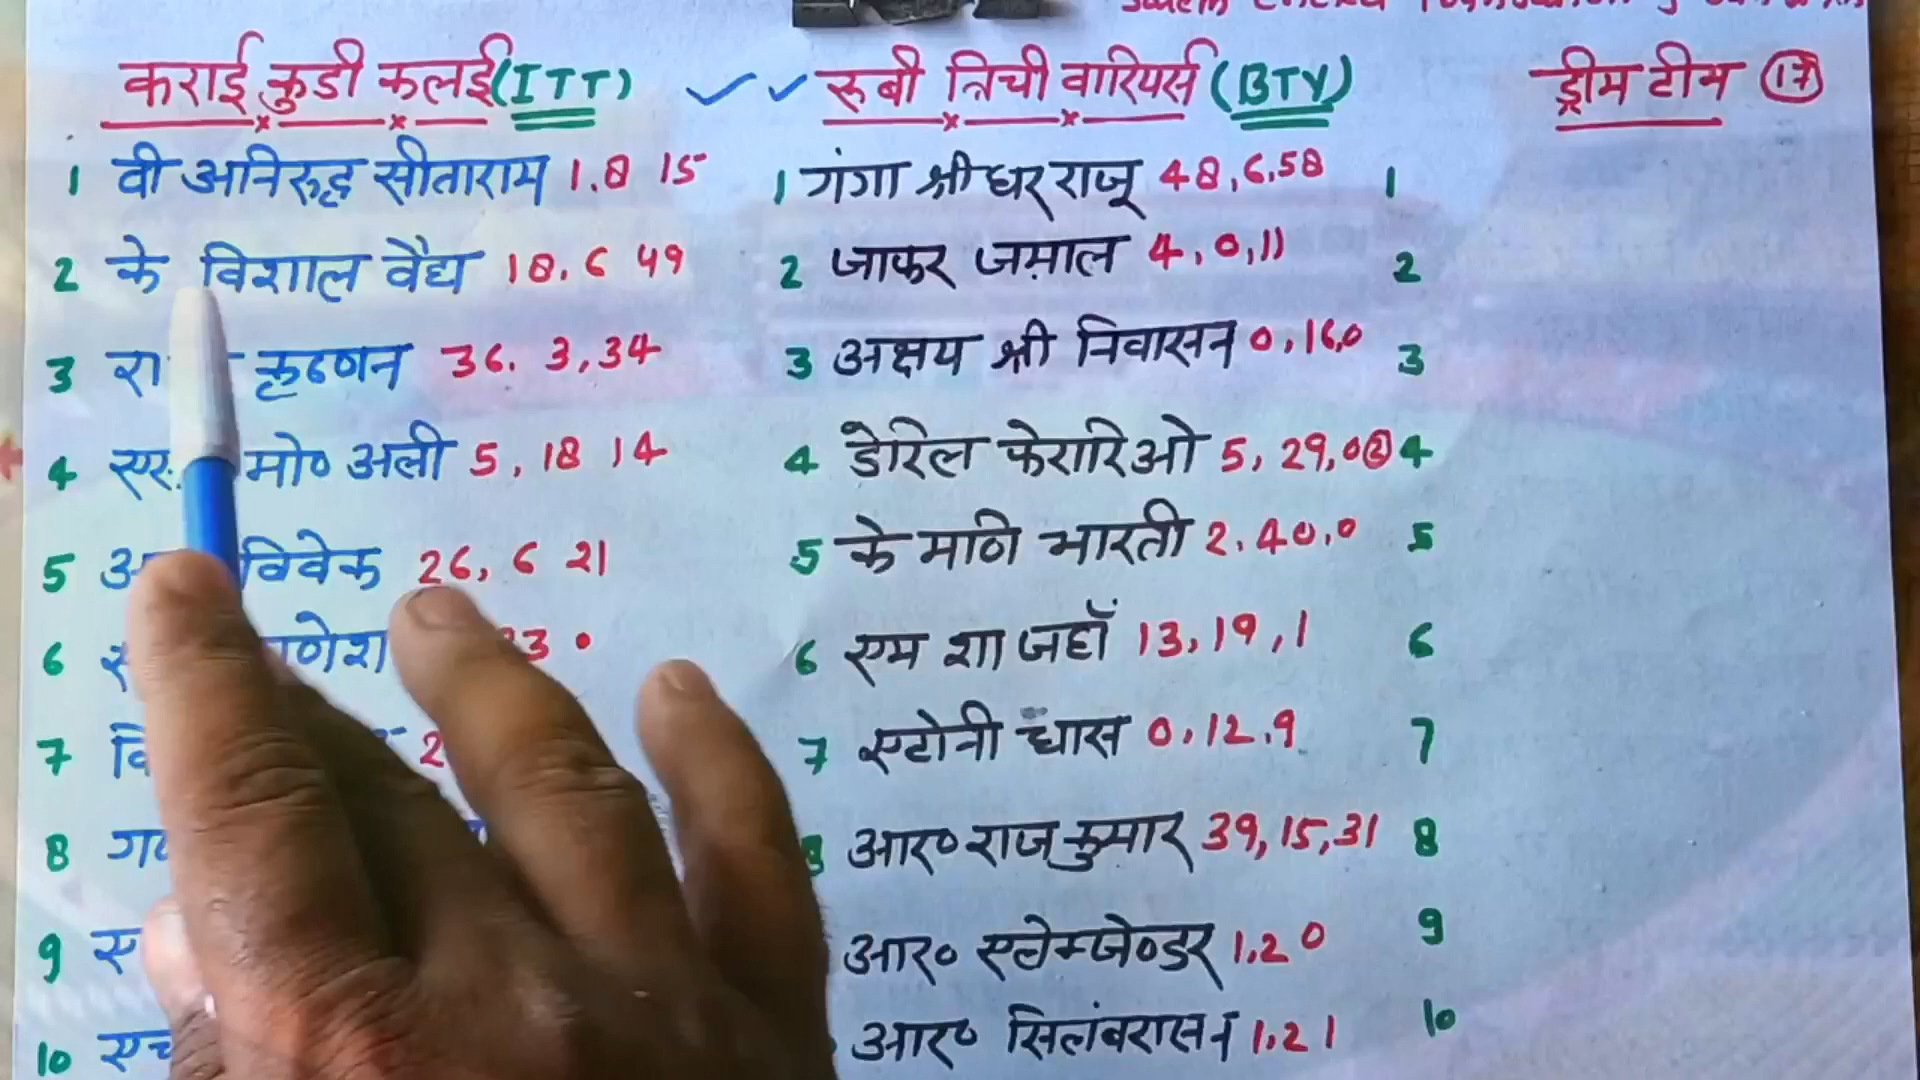 कराई कुडी कलई (ITT)
1 वी अनिरुद्ध सीताराम 1.8 15
2 के विशाल वैद्य 18.6 49
3 कृष्णन 36. 3,34
4 मो० अली 5, 18 14
5 विवेक 26, 6 21
6
7
8
9
10
रूबी त्रिची वारियर्स (BTY)
1 गंगा श्रीधर राजू 48,6,58
2 जाफर जमाल 4,0,11
3 अक्षय श्री निवासन 0,16,0
4 डेरिल फेरारिओ 5, 29,0
5 के मणि भारती 2.40.0
6 एम शा जहाँ 13,19,1
7 एटोनी धास 0.12.9
8 आर० राजकुमार 39,15,31
आर० एलेग्जेण्डर 1.2 0
आर० सिलंबरासन 1.2 1
ड्रीम टीम 17
1
2
3
4
5
6
7
8
9
10